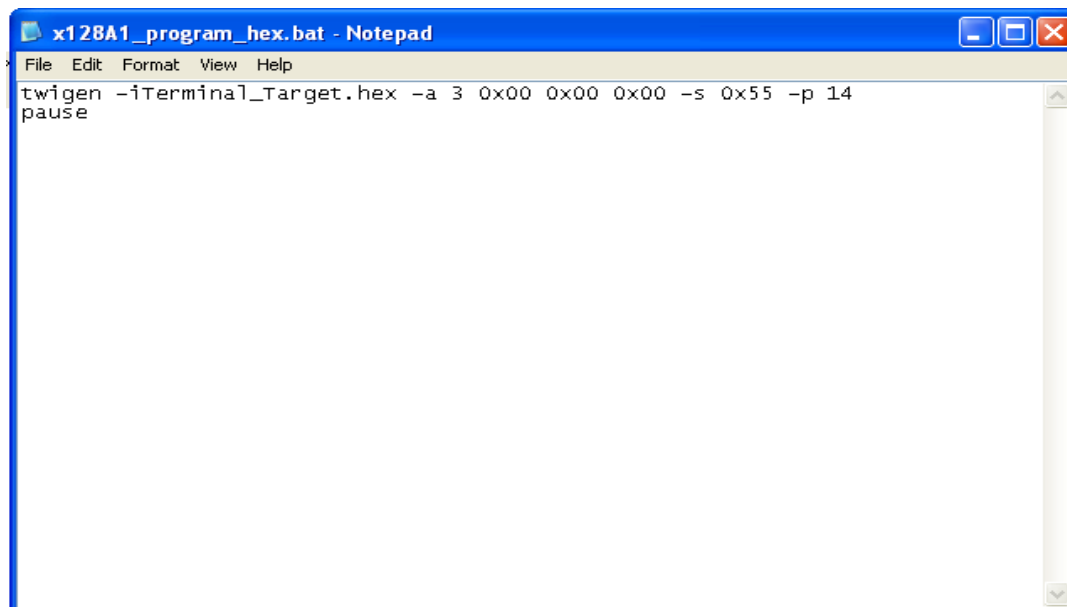 x128A1_program_hex.bat - Notepad
File Edit Format View Help
twigen -iTerminal_Target.hex -a 3 0x00 0x00 0x00 -s 0x55 -p 14
pause